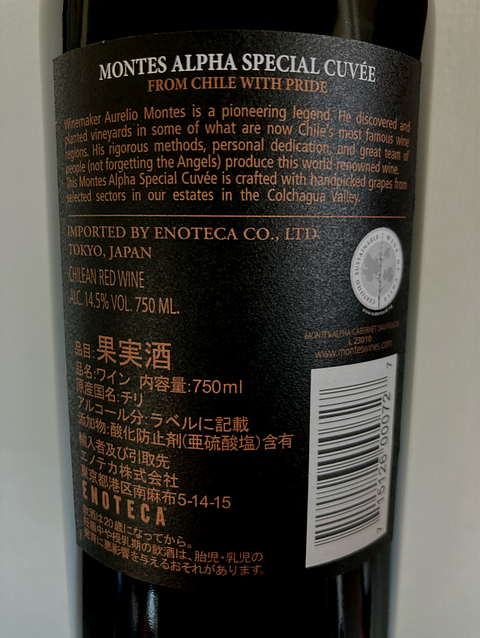 MONTES ALPHA SPECIAL CUVÉE
FROM CHILE WITH PRIDE
Winemaker Aurelio Montes is a pioneering legend. He discovered and
planted vineyards in some of what are now Chile's most famous wine
regions. His rigorous methods, personal dedication, and great team of
people (not forgetting the Angels) produce this world-renowned wine.
This Montes Alpha Special Cuvée is crafted with handpicked grapes from
selected sectors in our estates in the Colchagua Valley.
IMPORTED BY ENOTECA CO., LTD.
TOKYO, JAPAN
CHILEAN RED WINE
ALC. 14.5% VOL. 750 ML.
CERTIFIED SUSTAINABLE WINE OF CHILE
MONTES ALPHA CABERNET SAUVIGNON
L 23010
www.monteswines.com
品目:果実酒
品名:ワイン 内容量:750ml
原産国名:チリ
アルコール分:ラベルに記載
添加物:酸化防止剤(亜硫酸塩)含有
輸入者及び引取先
エノテカ株式会社
東京都港区南麻布5-14-15
ENOTECA
飲酒は20歳になってから。
妊娠中や授乳期の飲酒は、胎児・乳児の
発育に悪影響を与えるおそれがあります。
7 15126 00072 7